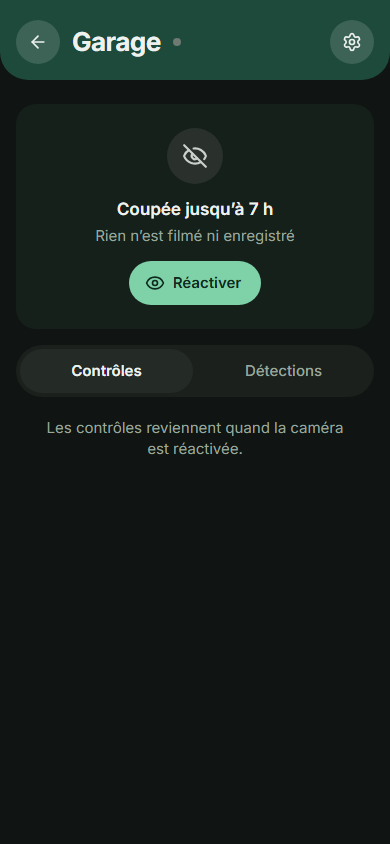 Garage
Coupée jusqu’à 7 h
Rien n’est filmé ni enregistré
Réactiver
Contrôles
Détections
Les contrôles reviennent quand la caméra
est réactivée.